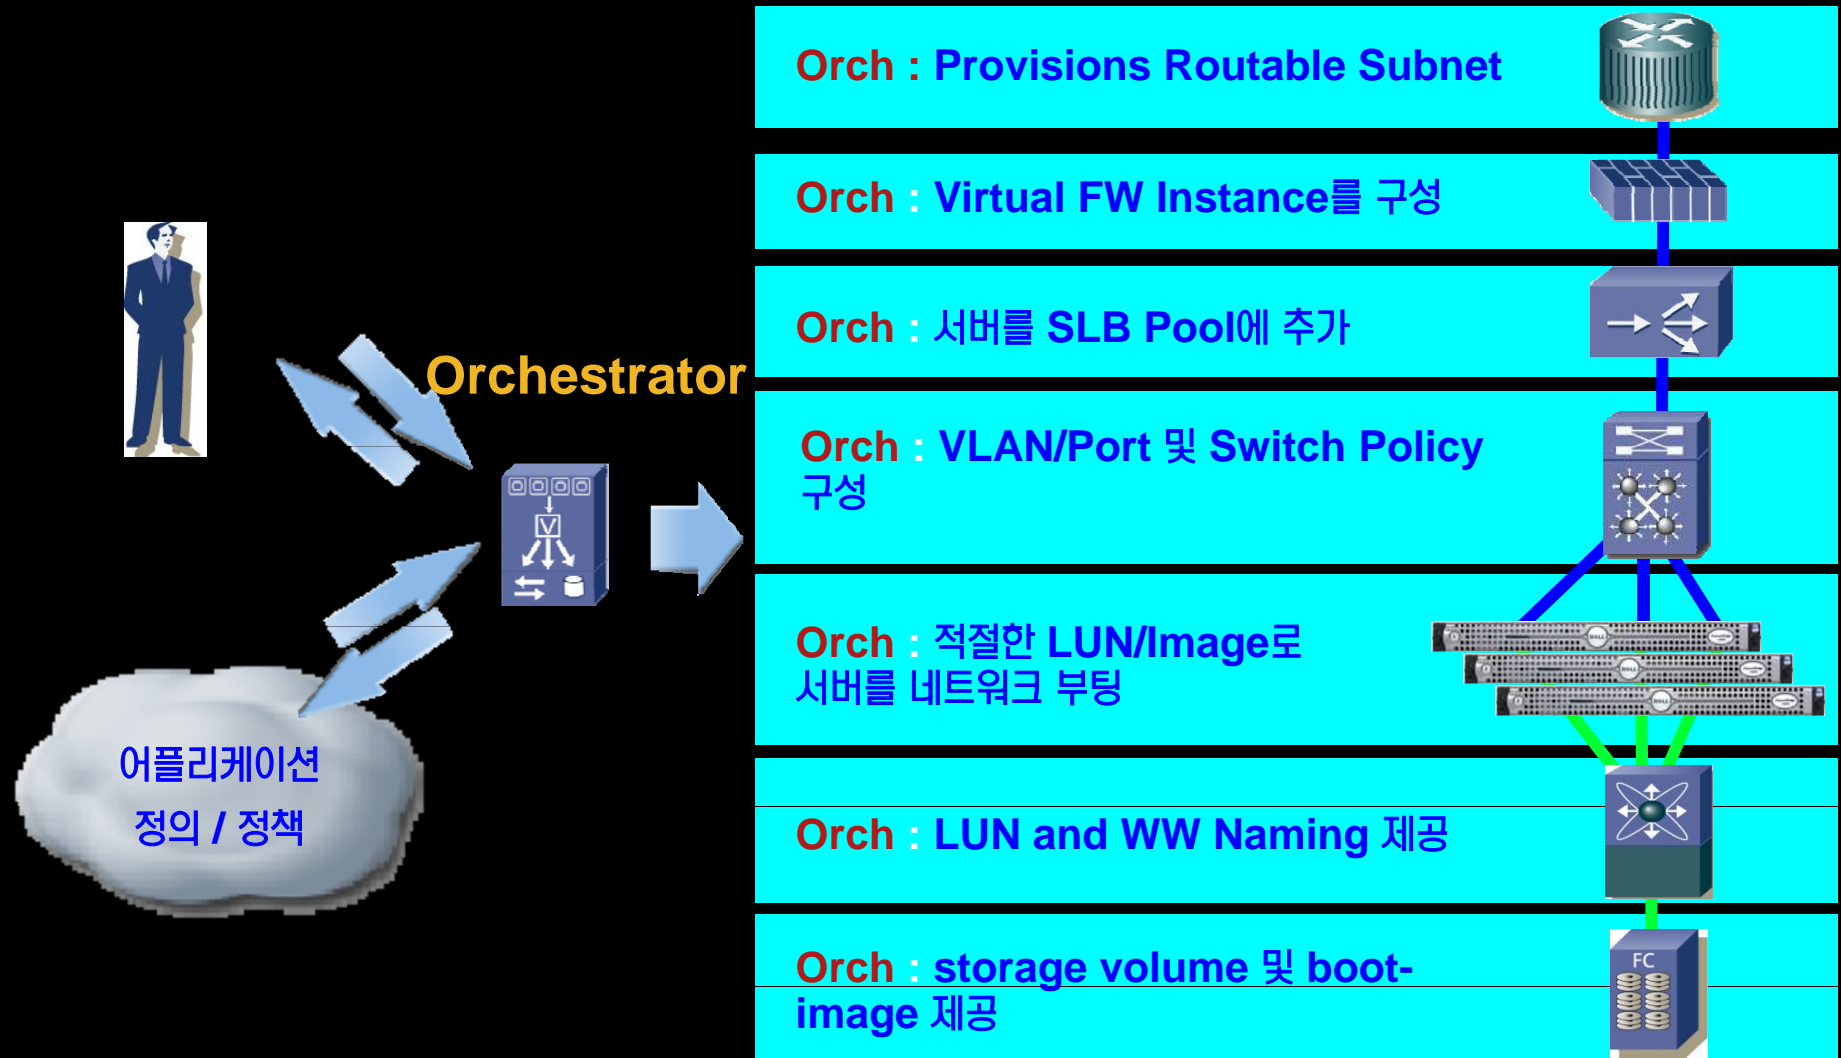 Orch : Provisions Routable Subnet
Orch : Virtual FW Instance를 구성
Orch : 서버를 SLB Pool에 추가
Orchestrator
Orch : VLAN/Port 및 Switch Policy
구성
V
Orch : 적절한 LUN/Image로
서버를 네트워크 부팅
어플리케이션
정의 / 정책
Orch : LUN and WW Naming 제공
Orch : storage volume 및 boot-
image 제공
FC